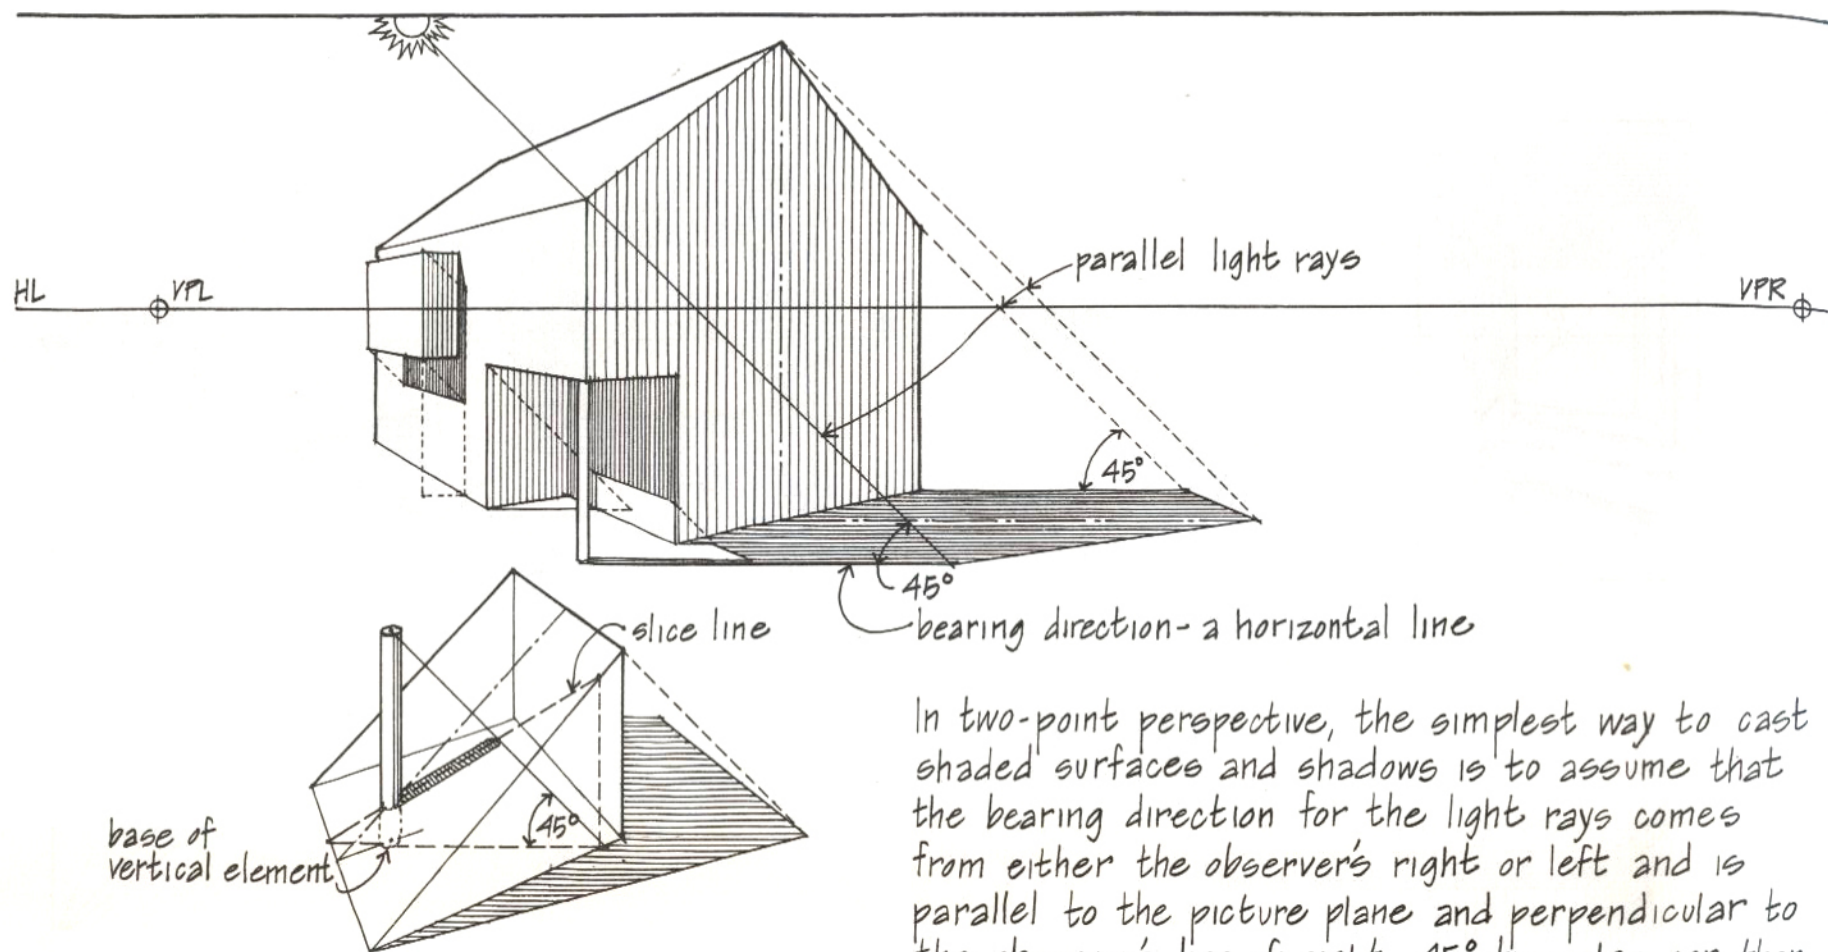 HL
VPL
parallel light rays
VPR
45°
45°
bearing direction - a horizontal line
slice line
45°
base of
vertical element
In two-point perspective, the simplest way to cast
shaded surfaces and shadows is to assume that
the bearing direction for the light rays comes
from either the observer's right or left and is
parallel to the picture plane and perpendicular to